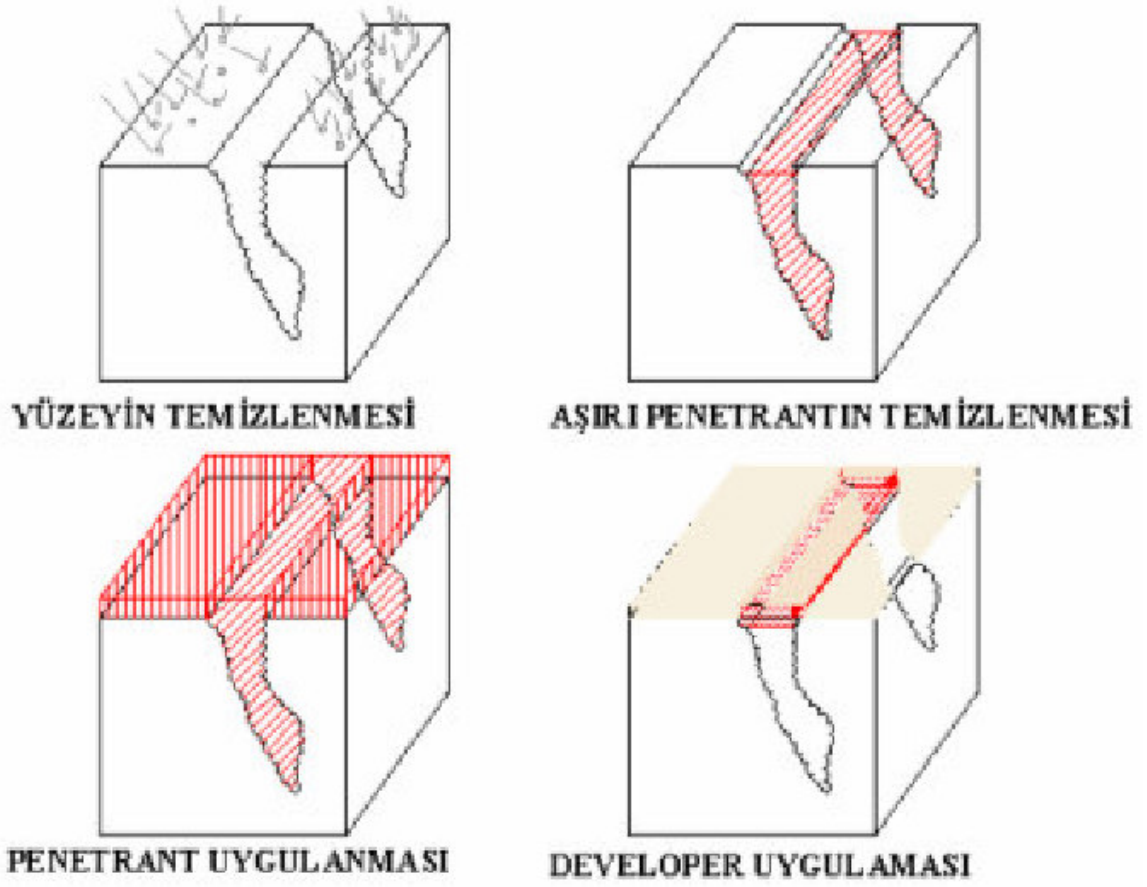 YÜZEYİN TEMİZLENMESİ
AŞIRI PENETRANTIN TEMİZLENMESİ
PENETRANT UYGULANMASI
DEVELOPER UYGULAMASI